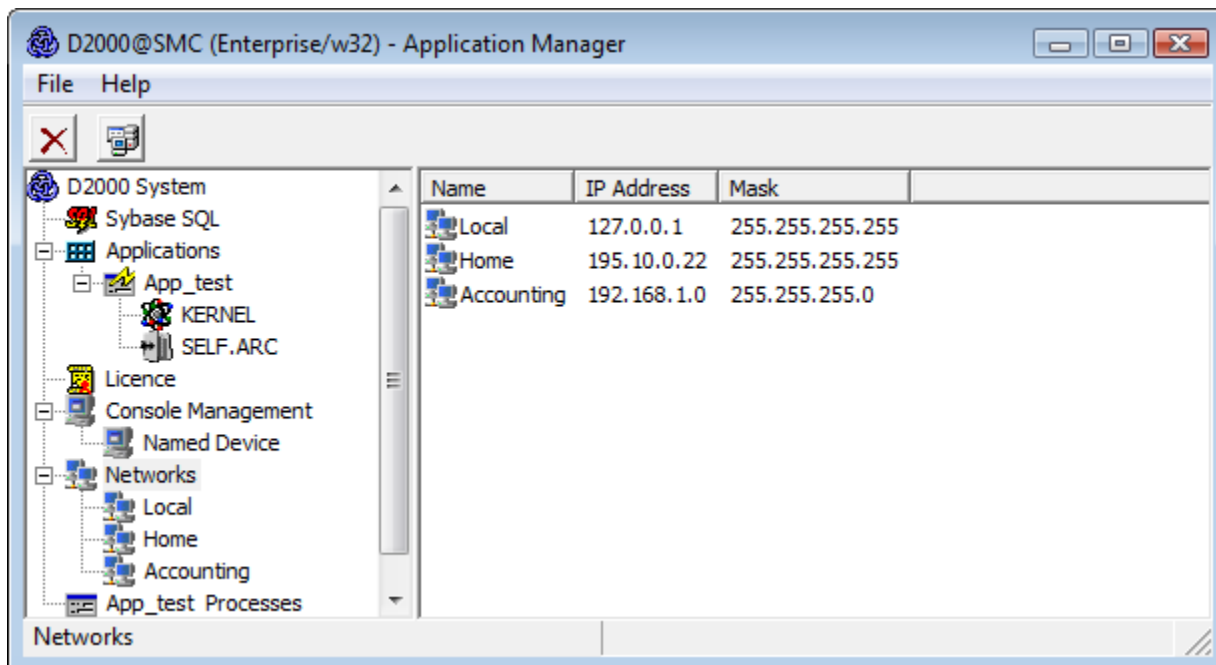 D2000@SMC (Enterprise/w32) - Application Manager
File Help
D2000 System
Sybase SQL
Applications
App_test
KERNEL
SELF.ARC
Licence
Console Management
Named Device
Networks
Local
Home
Accounting
App_test Processes
Name IP Address Mask
Local 127.0.0.1 255.255.255.255
Home 195.10.0.22 255.255.255.255
Accounting 192.168.1.0 255.255.255.0
Networks